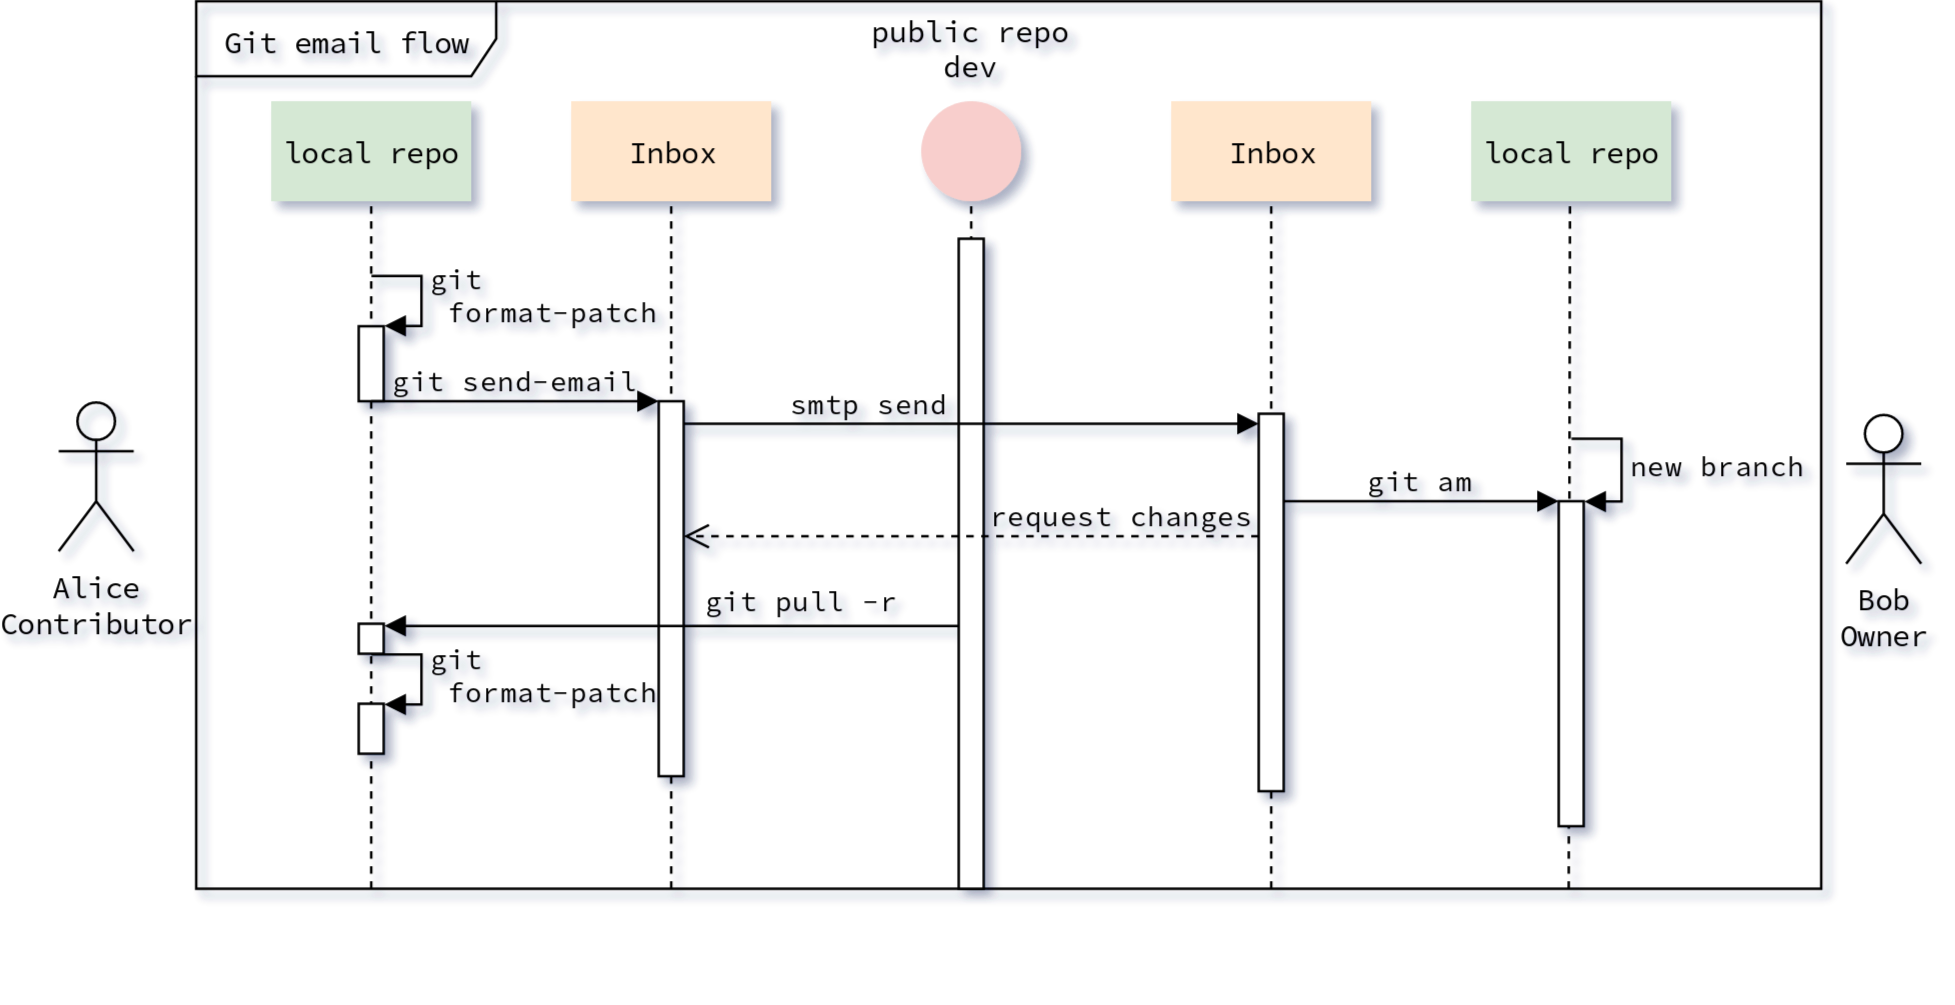 Git email flow
public repo
dev
local repo
Inbox
Inbox
local repo
git
format-patch
git send-email
smtp send
new branch
git am
request changes
Alice
Contributor
Bob
Owner
git pull -r
git
format-patch